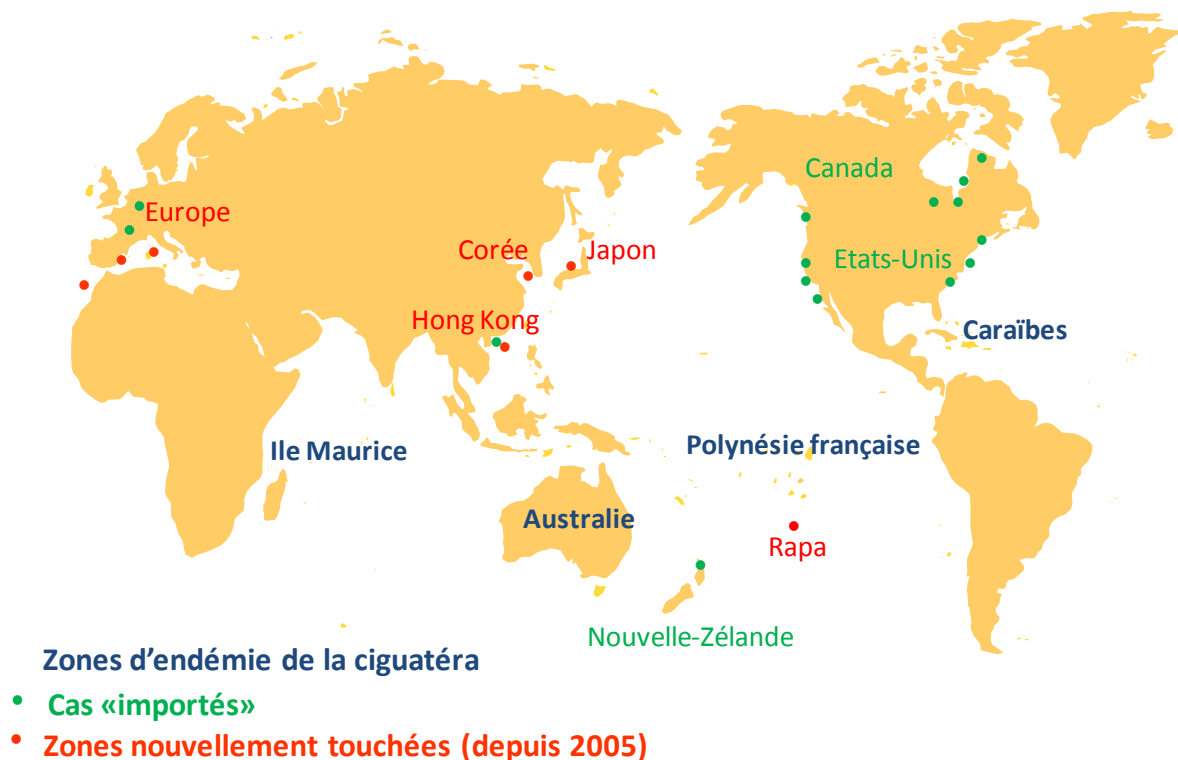 Canada
Europe
Corée
Japon
Etats-Unis
Hong Kong
Caraïbes
Ile Maurice
Polynésie française
Australie
Rapa
Nouvelle-Zélande
Zones d’endémie de la ciguatéra
• Cas «importés»
• Zones nouvellement touchées (depuis 2005)